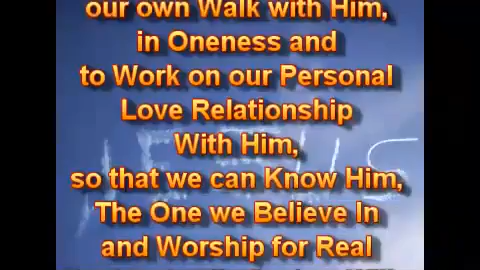 our own Walk with Him,
in Oneness and
to Work on our Personal
Love Relationship
With Him,
so that we can Know Him,
The One we Believe In
and Worship for Real
JESUS